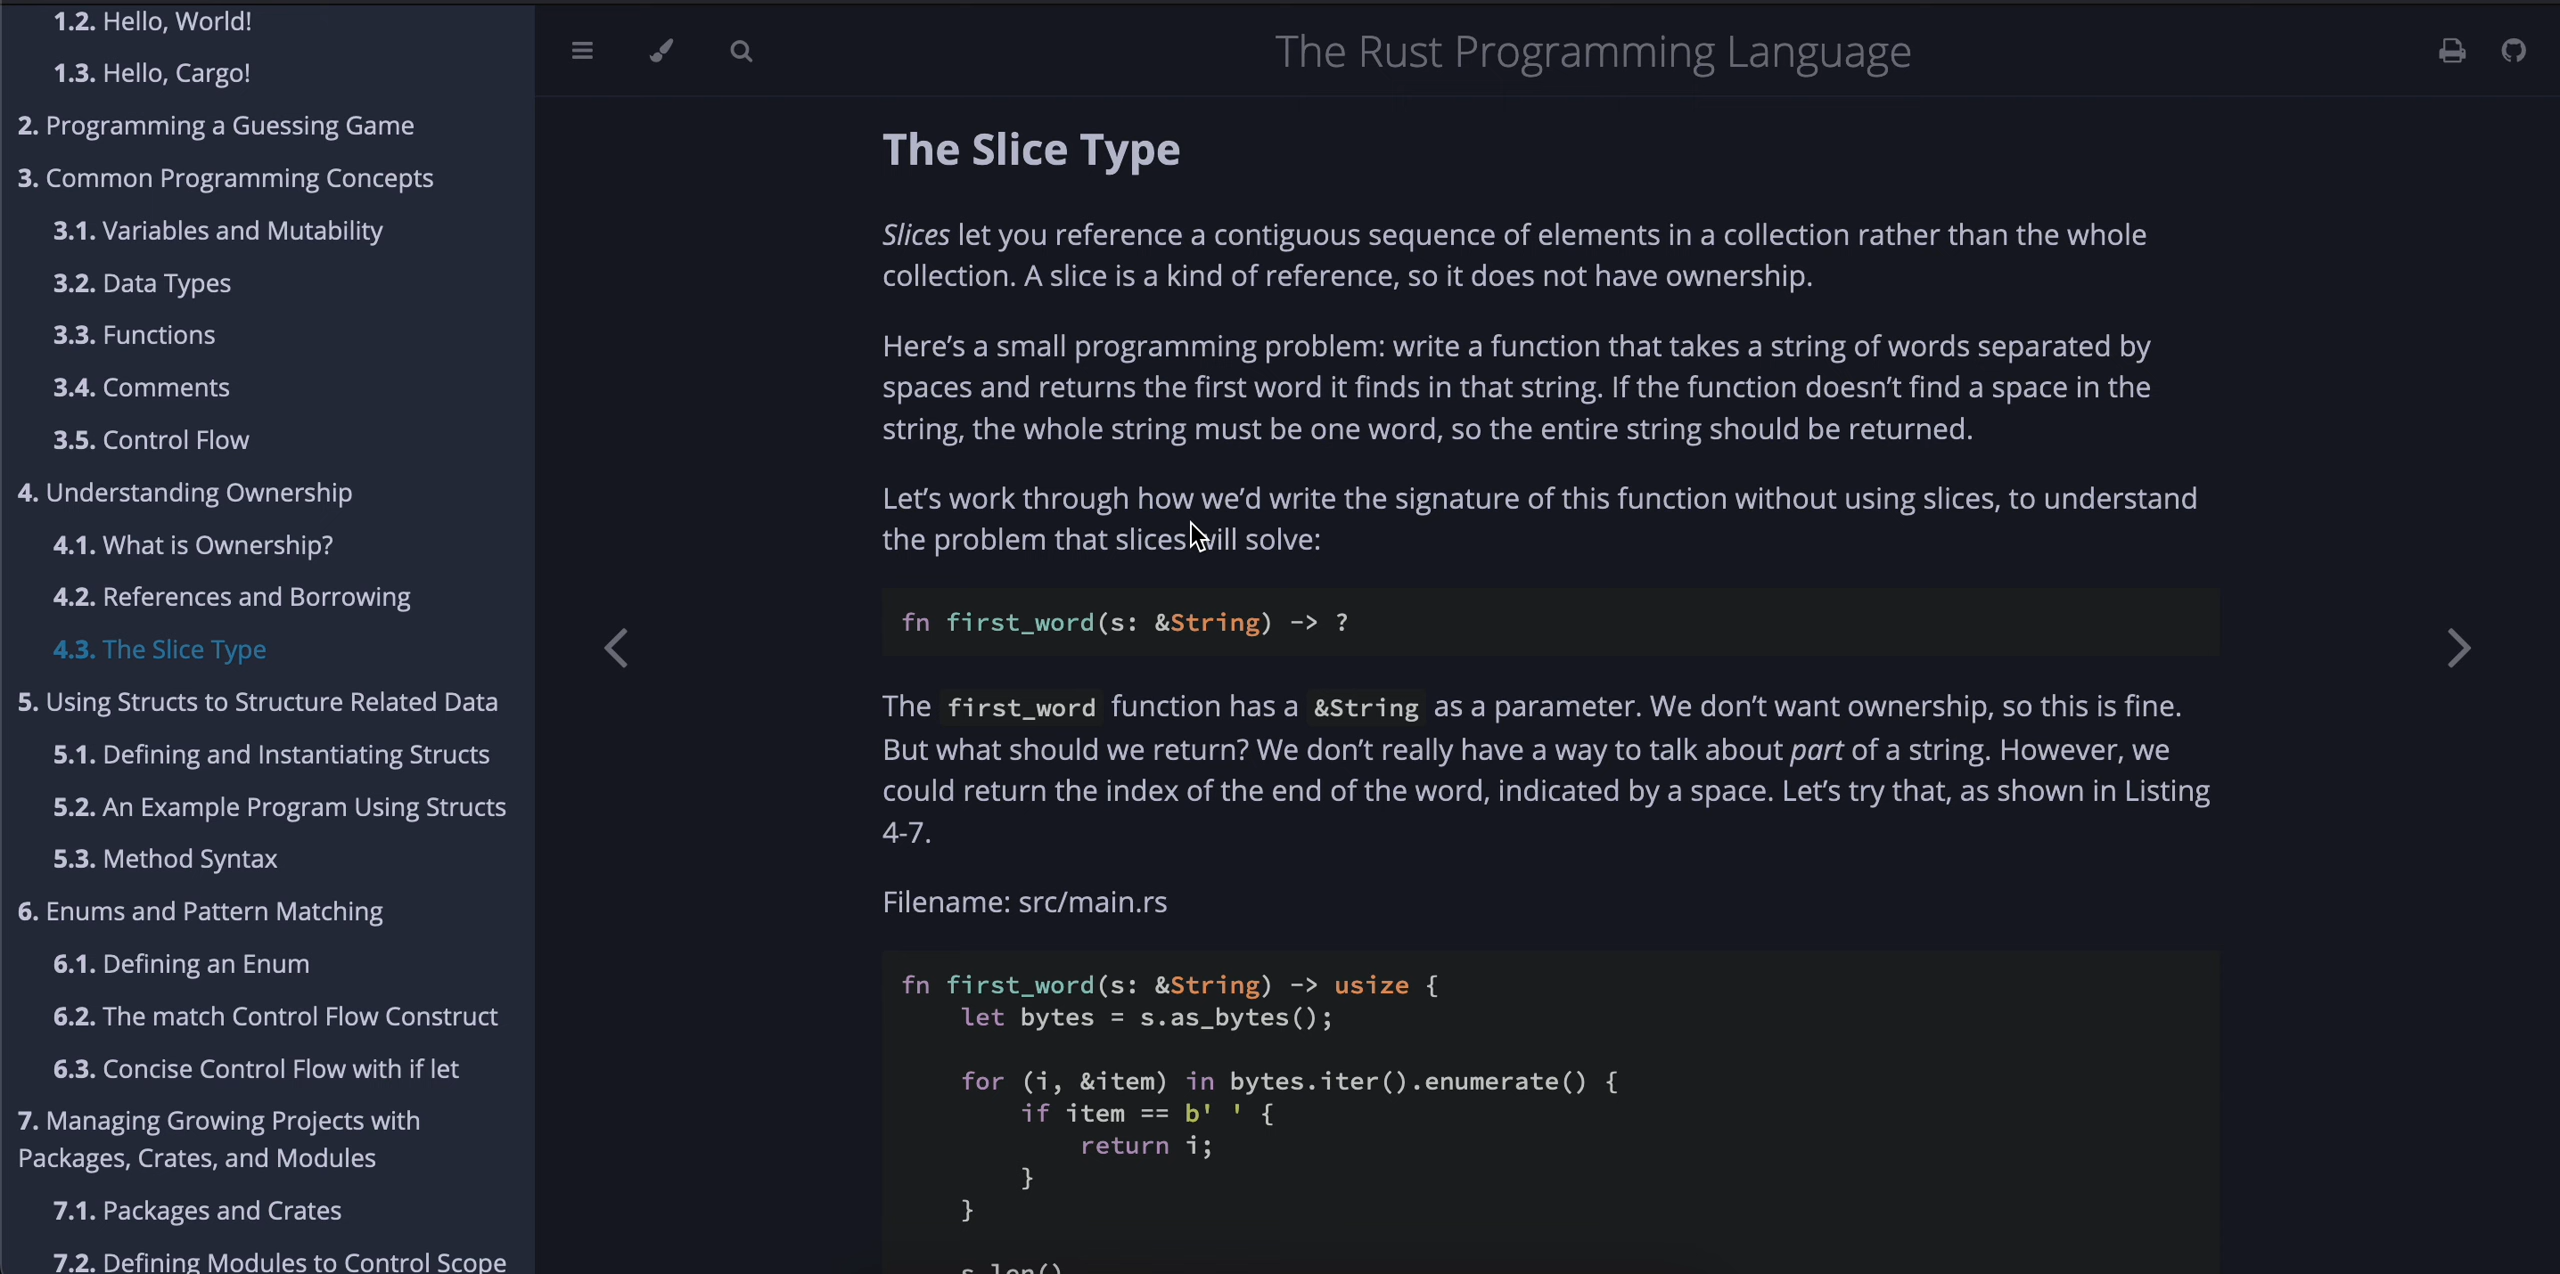 1.2. Hello, World!
1.3. Hello, Cargo!
2. Programming a Guessing Game
3. Common Programming Concepts
3.1. Variables and Mutability
3.2. Data Types
3.3. Functions
3.4. Comments
3.5. Control Flow
4. Understanding Ownership
4.1. What is Ownership?
4.2. References and Borrowing
4.3. The Slice Type
5. Using Structs to Structure Related Data
5.1. Defining and Instantiating Structs
5.2. An Example Program Using Structs
5.3. Method Syntax
6. Enums and Pattern Matching
6.1. Defining an Enum
6.2. The match Control Flow Construct
6.3. Concise Control Flow with if let
7. Managing Growing Projects with
Packages, Crates, and Modules
7.1. Packages and Crates
7.2. Defining Modules to Control Scope
The Rust Programming Language
The Slice Type
Slices let you reference a contiguous sequence of elements in a collection rather than the whole
collection. A slice is a kind of reference, so it does not have ownership.
Here’s a small programming problem: write a function that takes a string of words separated by
spaces and returns the first word it finds in that string. If the function doesn’t find a space in the
string, the whole string must be one word, so the entire string should be returned.
Let’s work through how we’d write the signature of this function without using slices, to understand
the problem that slices will solve:
fn first_word(s: &String) -> ?
The first_word function has a &String as a parameter. We don’t want ownership, so this is fine.
But what should we return? We don’t really have a way to talk about part of a string. However, we
could return the index of the end of the word, indicated by a space. Let’s try that, as shown in Listing
4-7.
Filename: src/main.rs
fn first_word(s: &String) -> usize {
    let bytes = s.as_bytes();
    for (i, &item) in bytes.iter().enumerate() {
        if item == b' ' {
            return i;
        }
    }
    s.len()